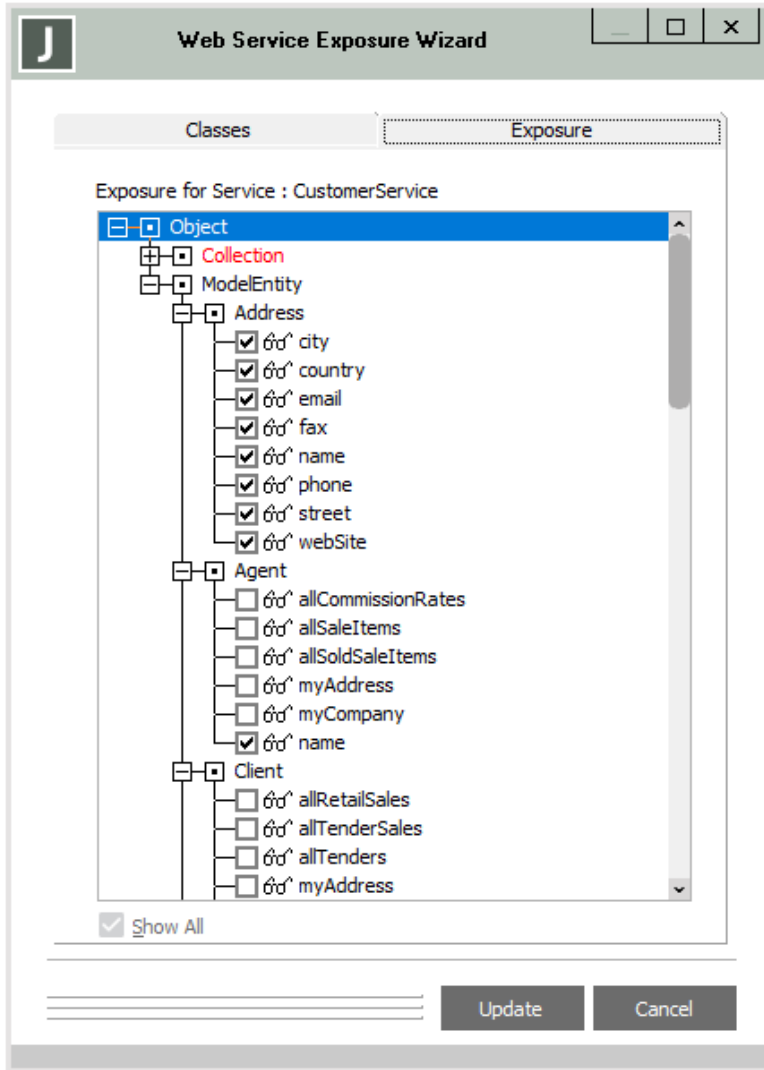 J
Web Service Exposure Wizard
Classes
Exposure
Exposure for Service : CustomerService
Object
Collection
ModelEntity
Address
city
country
email
fax
name
phone
street
webSite
Agent
allCommissionRates
allSaleItems
allSoldSaleItems
myAddress
myCompany
name
Client
allRetailSales
allTenderSales
allTenders
myAddress
Show All
Update
Cancel